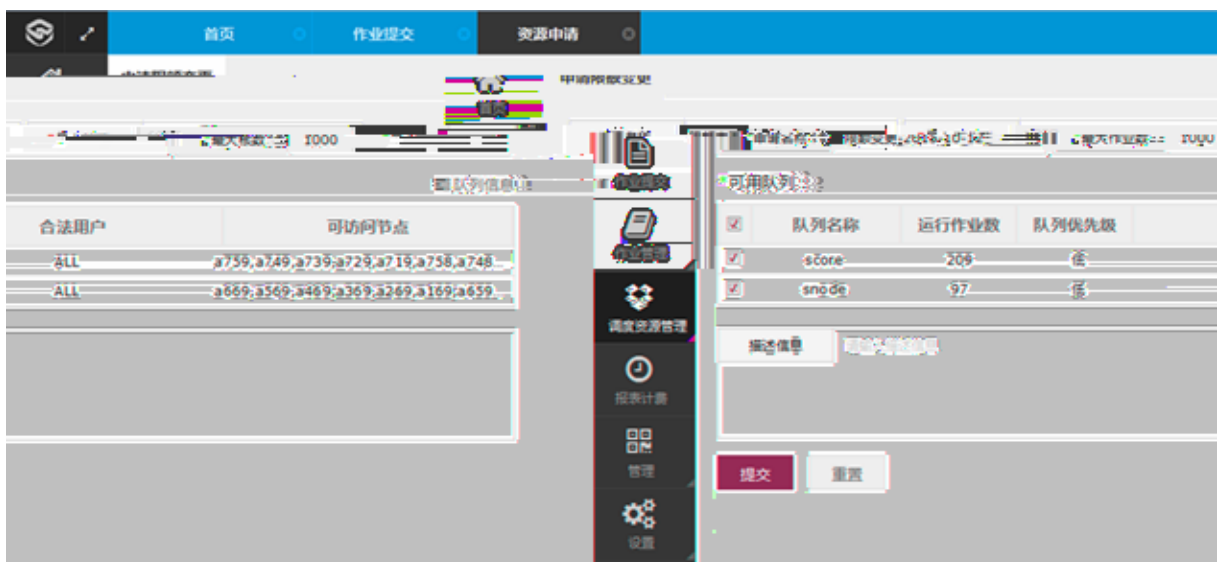 首页 作业提交 资源申请
申请限额变更
首页
最大核数 1000
申请名称 最大作业数 1000
作业提交
可用队列
队列信息
合法用户 可访问节点
队列名称 运行作业数 队列优先级
作业管理
ALL a759,a749,a739,a729,a719,a758,a748...
score 209 低
ALL a669,a569,a469,a369,a269,a169,a659...
snode 97 低
调度资源管理
描述信息
报表计费
管理
提交 重置
设置